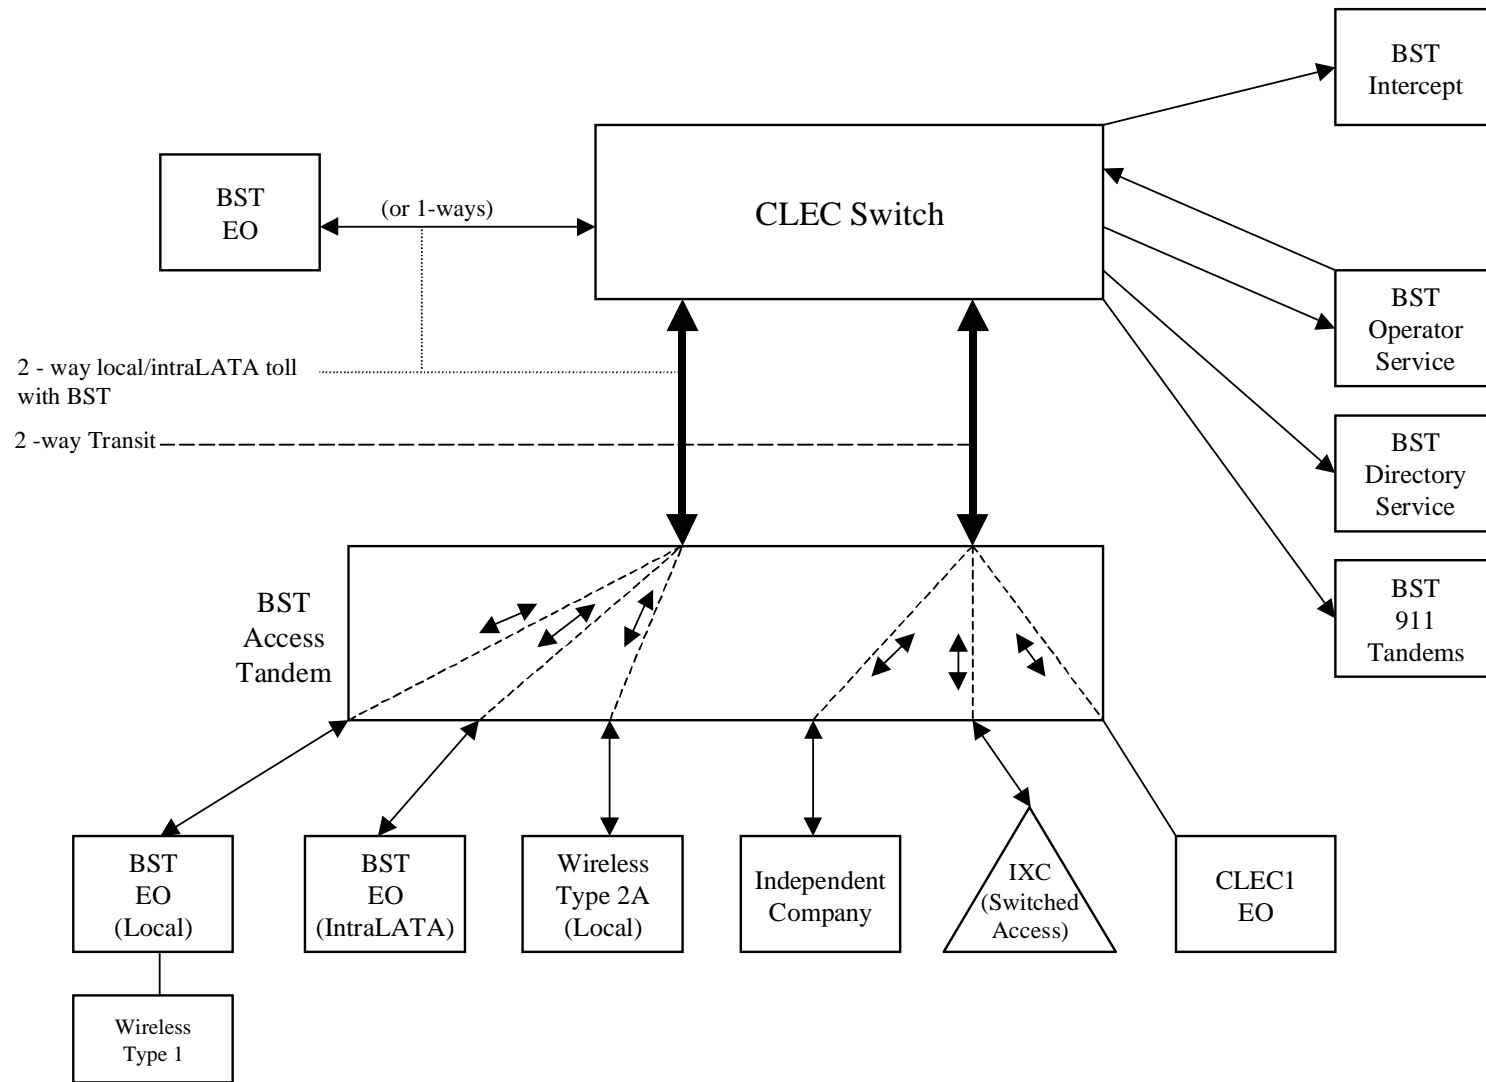 BST
Intercept
BST
EO
(or 1-ways)
CLEC Switch
BST
Operator
Service
2 - way local/intraLATA toll
with BST
2 -way Transit
BST
Directory
Service
BST
911
Tandems
BST
Access
Tandem
BST
EO
(Local)
BST
EO
(IntraLATA)
Wireless
Type 2A
(Local)
Independent
Company
IXC
(Switched
Access)
CLEC1
EO
Wireless
Type 1